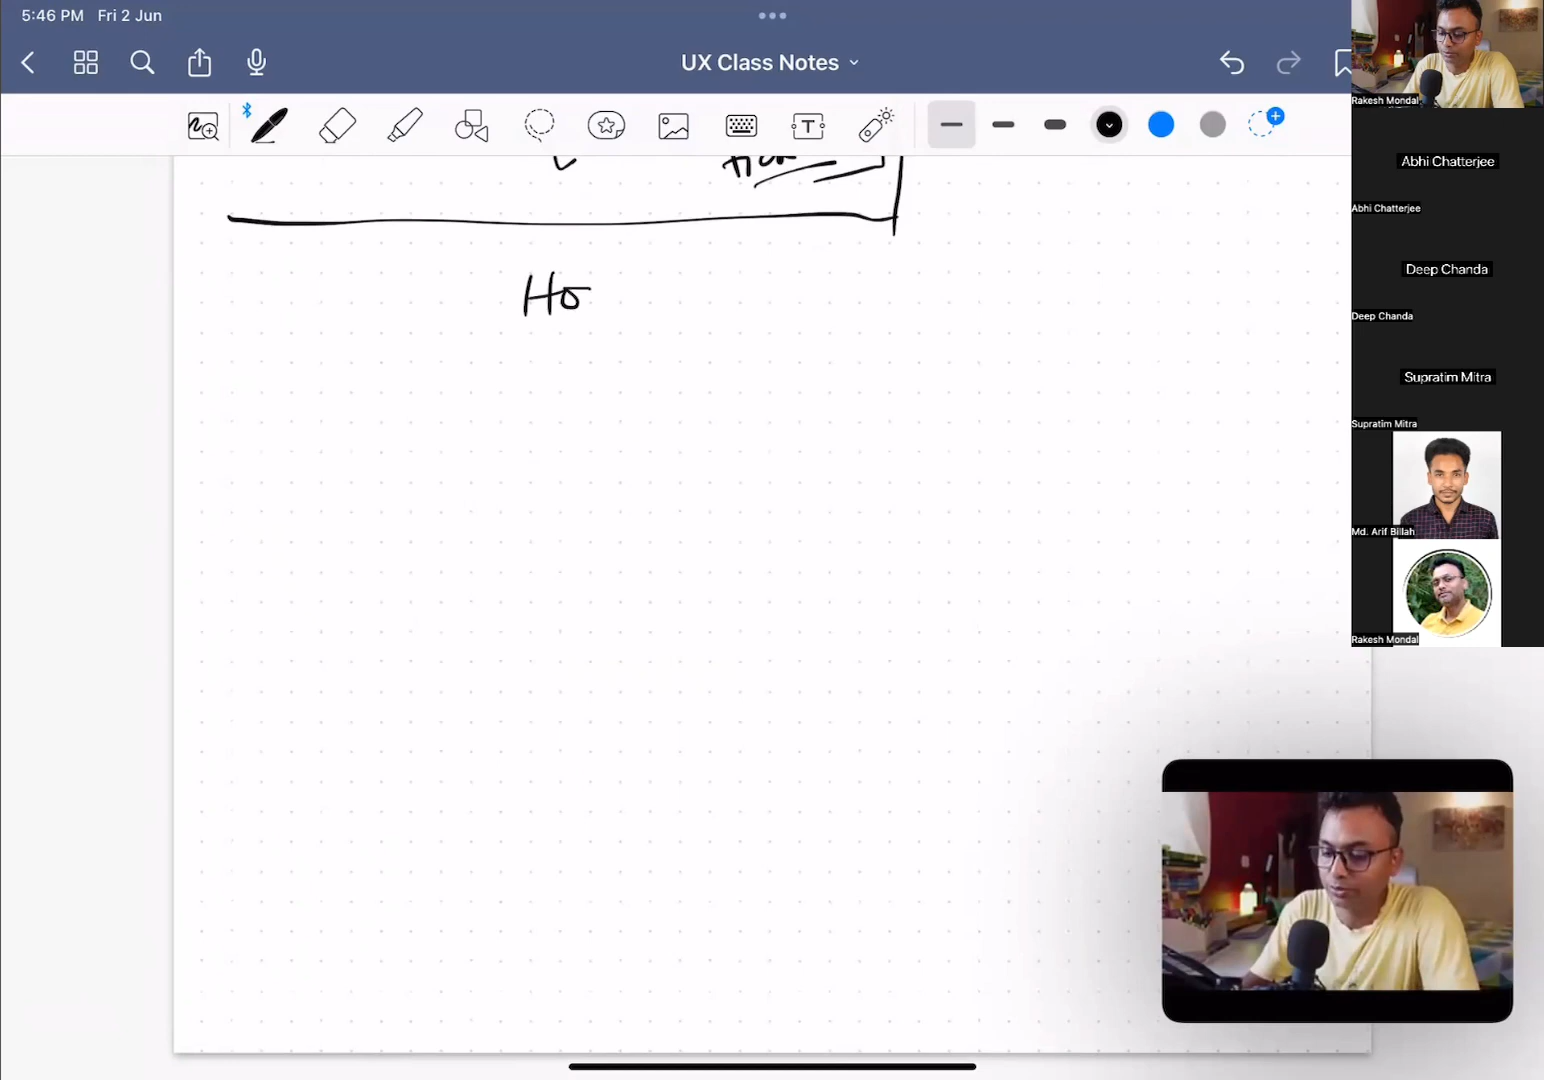 5:46 PM Fri 2 Jun
UX Class Notes
T
Ho
Rakesh Mondal
Abhi Chatterjee
Abhi Chatterjee
Deep Chanda
Deep Chanda
Supratim Mitra
Supratim Mitra
Md. Arif Billah
Rakesh Mondal